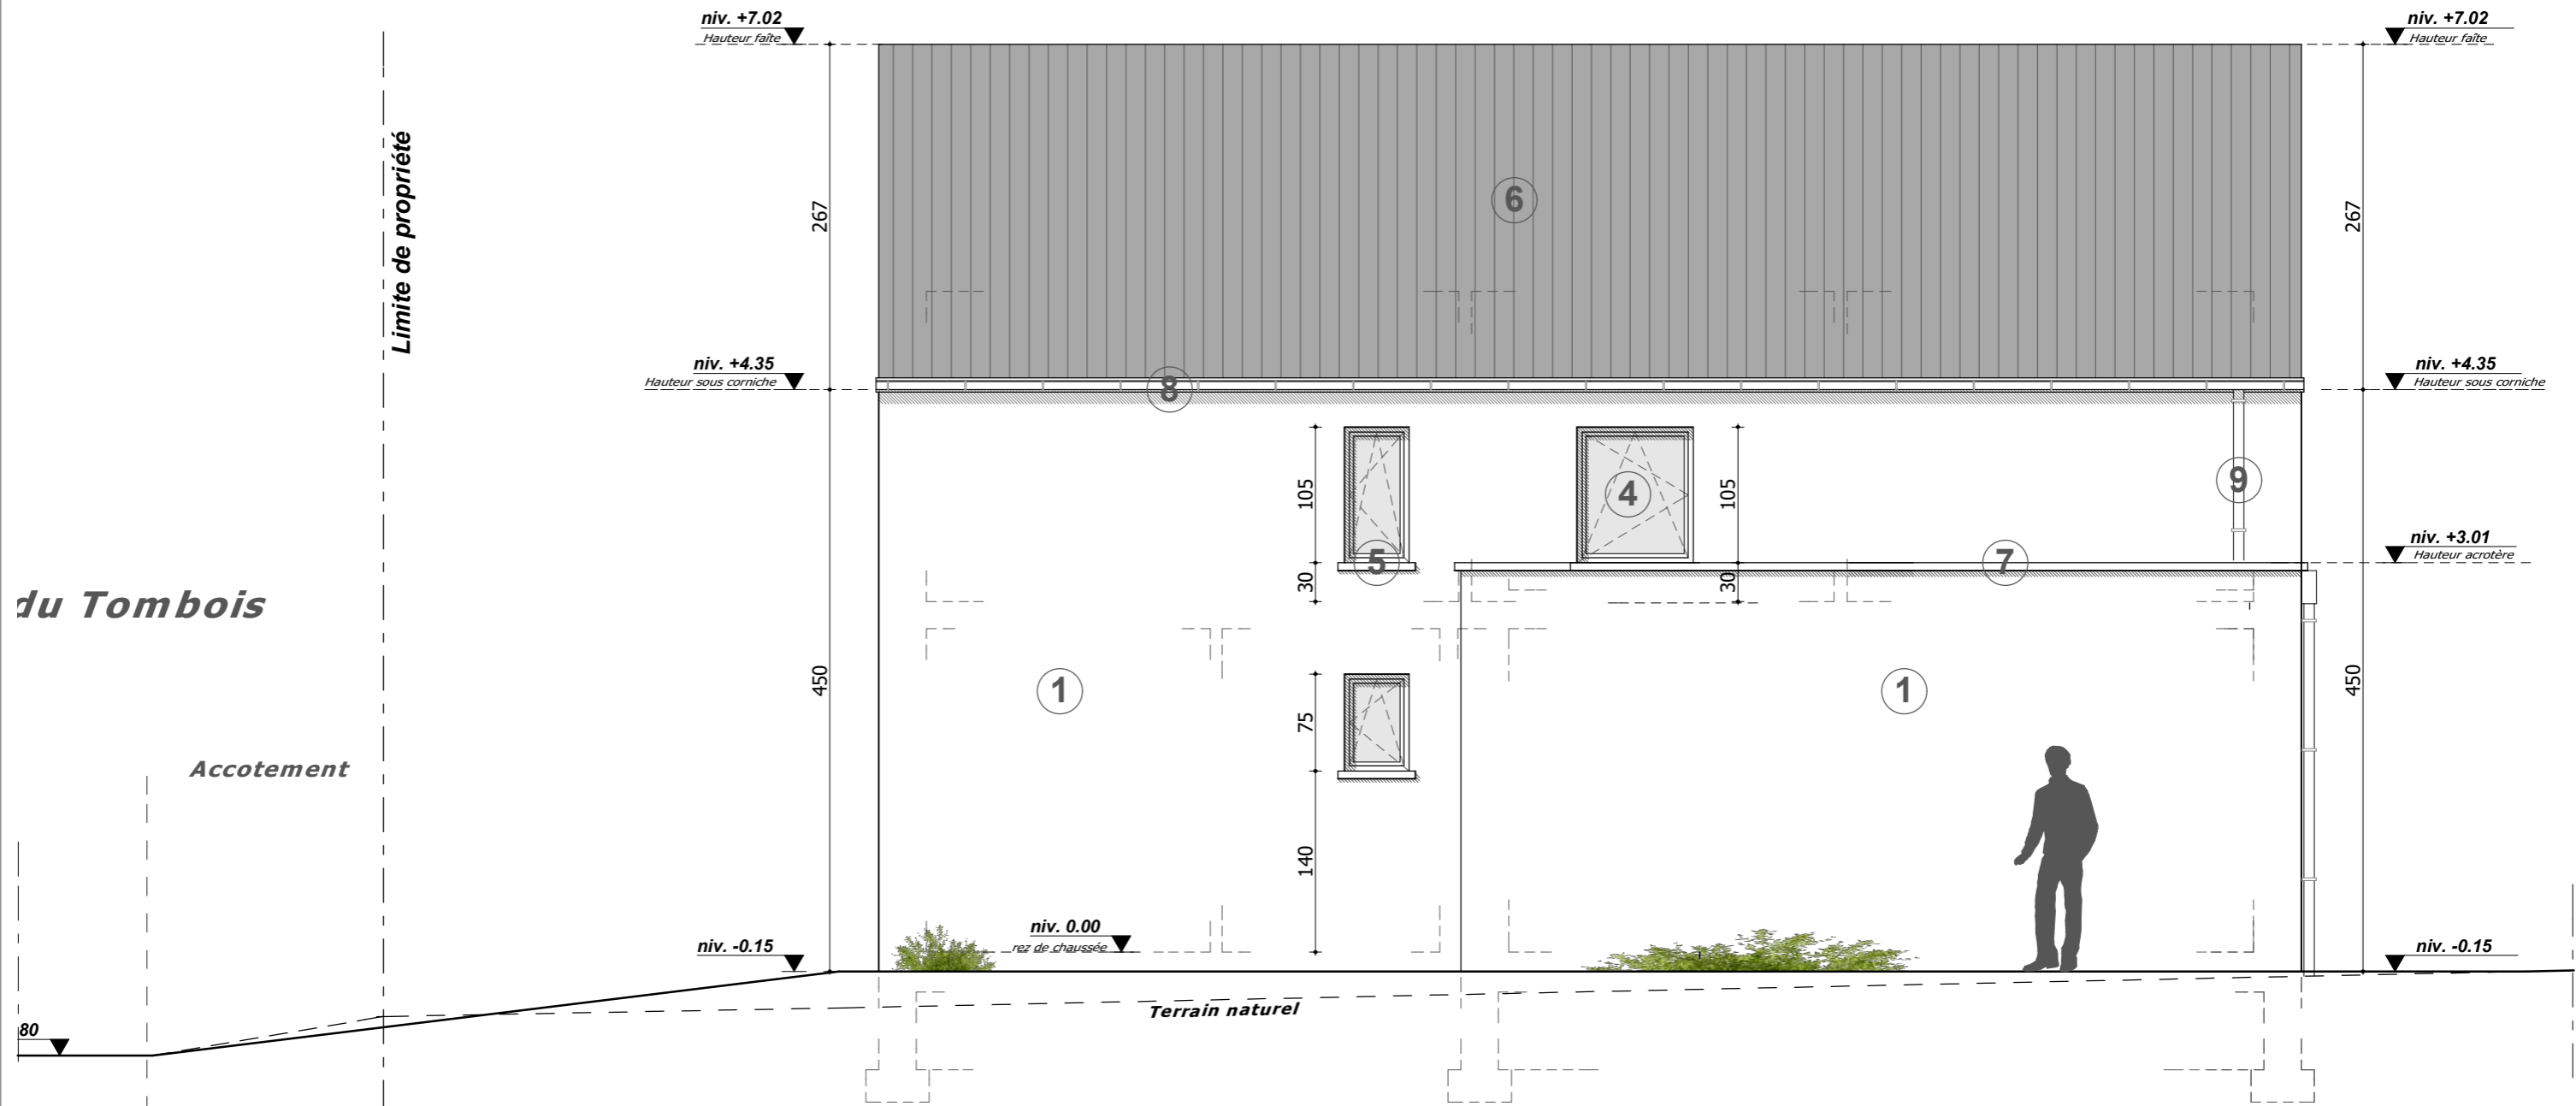 niv. +7.02
Hauteur faîte
niv. +7.02
Hauteur faîte
Limite de propriété
267
6
267
niv. +4.35
Hauteur sous corniche
8
niv. +4.35
Hauteur sous corniche
105
4
105
9
niv. +3.01
Hauteur acrotère
5
7
30
30
du Tombois
450
1
1
450
75
Accotement
140
niv. 0.00
rez de chaussée
niv. -0.15
niv. -0.15
Terrain naturel
80